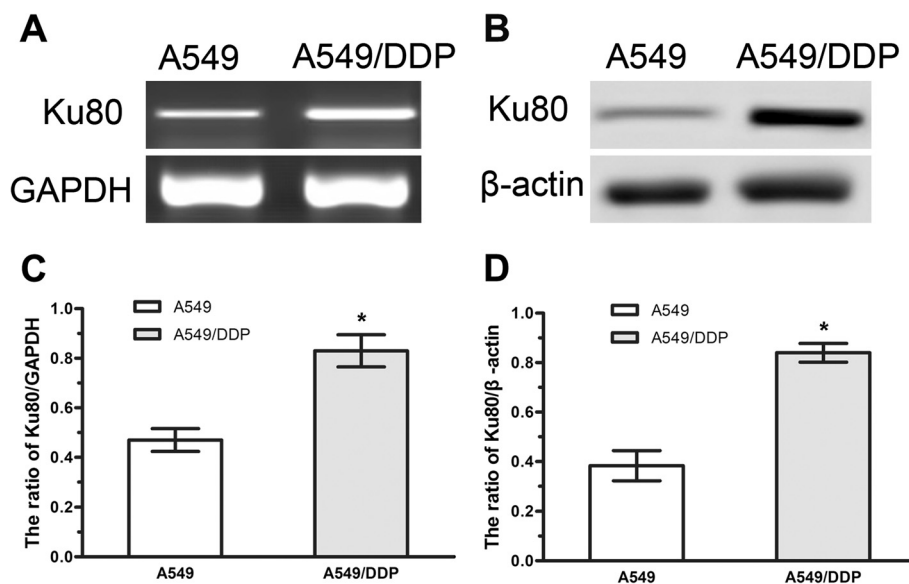 A
A549 A549/DDP
Ku80
GAPDH
B
A549 A549/DDP
Ku80
β-actin
C
The ratio of Ku80/GAPDH
1.0
0.8
0.6
0.4
0.2
0.0
A549
A549/DDP
*
A549 A549/DDP
D
The ratio of Ku80/β -actin
1.0
0.8
0.6
0.4
0.2
0.0
A549
A549/DDP
*
A549 A549/DDP